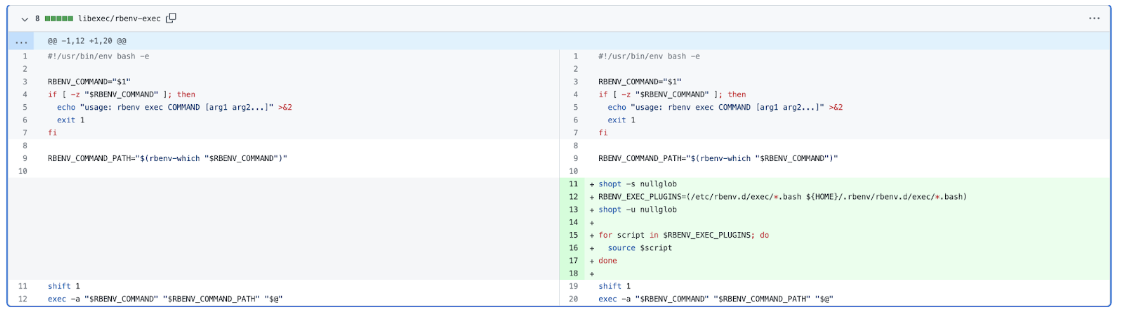 8 libexec/rbenv-exec
... @@ -1,12 +1,20 @@
1 #!/usr/bin/env bash -e
2
3 RBENV_COMMAND="$1"
4 if [ -z "$RBENV_COMMAND" ]; then
5 echo "usage: rbenv exec COMMAND [arg1 arg2...]" >&2
6 exit 1
7 fi
8
9 RBENV_COMMAND_PATH="$(rbenv-which "$RBENV_COMMAND")"
10
11 shift 1
12 exec -a "$RBENV_COMMAND" "$RBENV_COMMAND_PATH" "$@"
1 #!/usr/bin/env bash -e
2
3 RBENV_COMMAND="$1"
4 if [ -z "$RBENV_COMMAND" ]; then
5 echo "usage: rbenv exec COMMAND [arg1 arg2...]" >&2
6 exit 1
7 fi
8
9 RBENV_COMMAND_PATH="$(rbenv-which "$RBENV_COMMAND")"
10
11 + shopt -s nullglob
12 + RBENV_EXEC_PLUGINS=(/etc/rbenv.d/exec/*.bash ${HOME}/.rbenv/rbenv.d/exec/*.bash)
13 + shopt -u nullglob
14 +
15 + for script in $RBENV_EXEC_PLUGINS; do
16 + source $script
17 + done
18 +
19 shift 1
20 exec -a "$RBENV_COMMAND" "$RBENV_COMMAND_PATH" "$@"